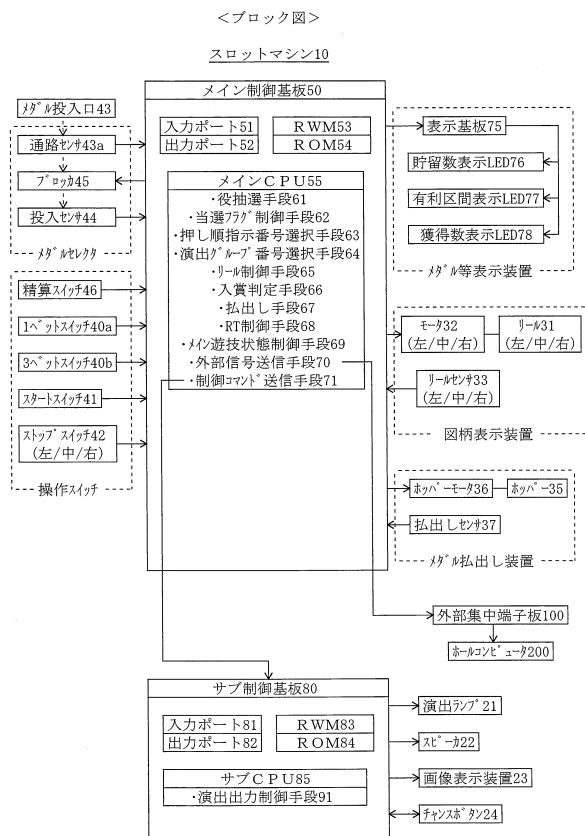 <ブロック図>
スロットマシン10
メイン制御基板50
メダル投入口43
通路センサ43a
ブロッカ45
投入センサ44
メダルセレクタ
精算スイッチ46
1ベットスイッチ40a
3ベットスイッチ40b
スタートスイッチ41
ストップスイッチ42
(左/中/右)
操作スイッチ
入力ポート51
出力ポート52
RWM53
ROM54
メインCPU55
・役抽選手段61
・当選フラグ制御手段62
・押し順指示番号選択手段63
・演出グループ番号選択手段64
・リール制御手段65
・入賞判定手段66
・払出し手段67
・RT制御手段68
・メイン遊技状態制御手段69
・外部信号送信手段70
・制御コマンド送信手段71
表示基板75
貯留数表示LED76
有利区間表示LED77
獲得数表示LED78
メダル等表示装置
モータ32
(左/中/右)
リール31
(左/中/右)
リールセンサ33
(左/中/右)
図柄表示装置
ホッパーモータ36
ホッパー35
払出しセンサ37
メダル払出し装置
外部集中端子板100
ホールコンピュータ200
サブ制御基板80
入力ポート81
出力ポート82
RWM83
ROM84
サブCPU85
・演出出力制御手段91
演出ランプ21
スピーカ22
画像表示装置23
チャンスボタン24